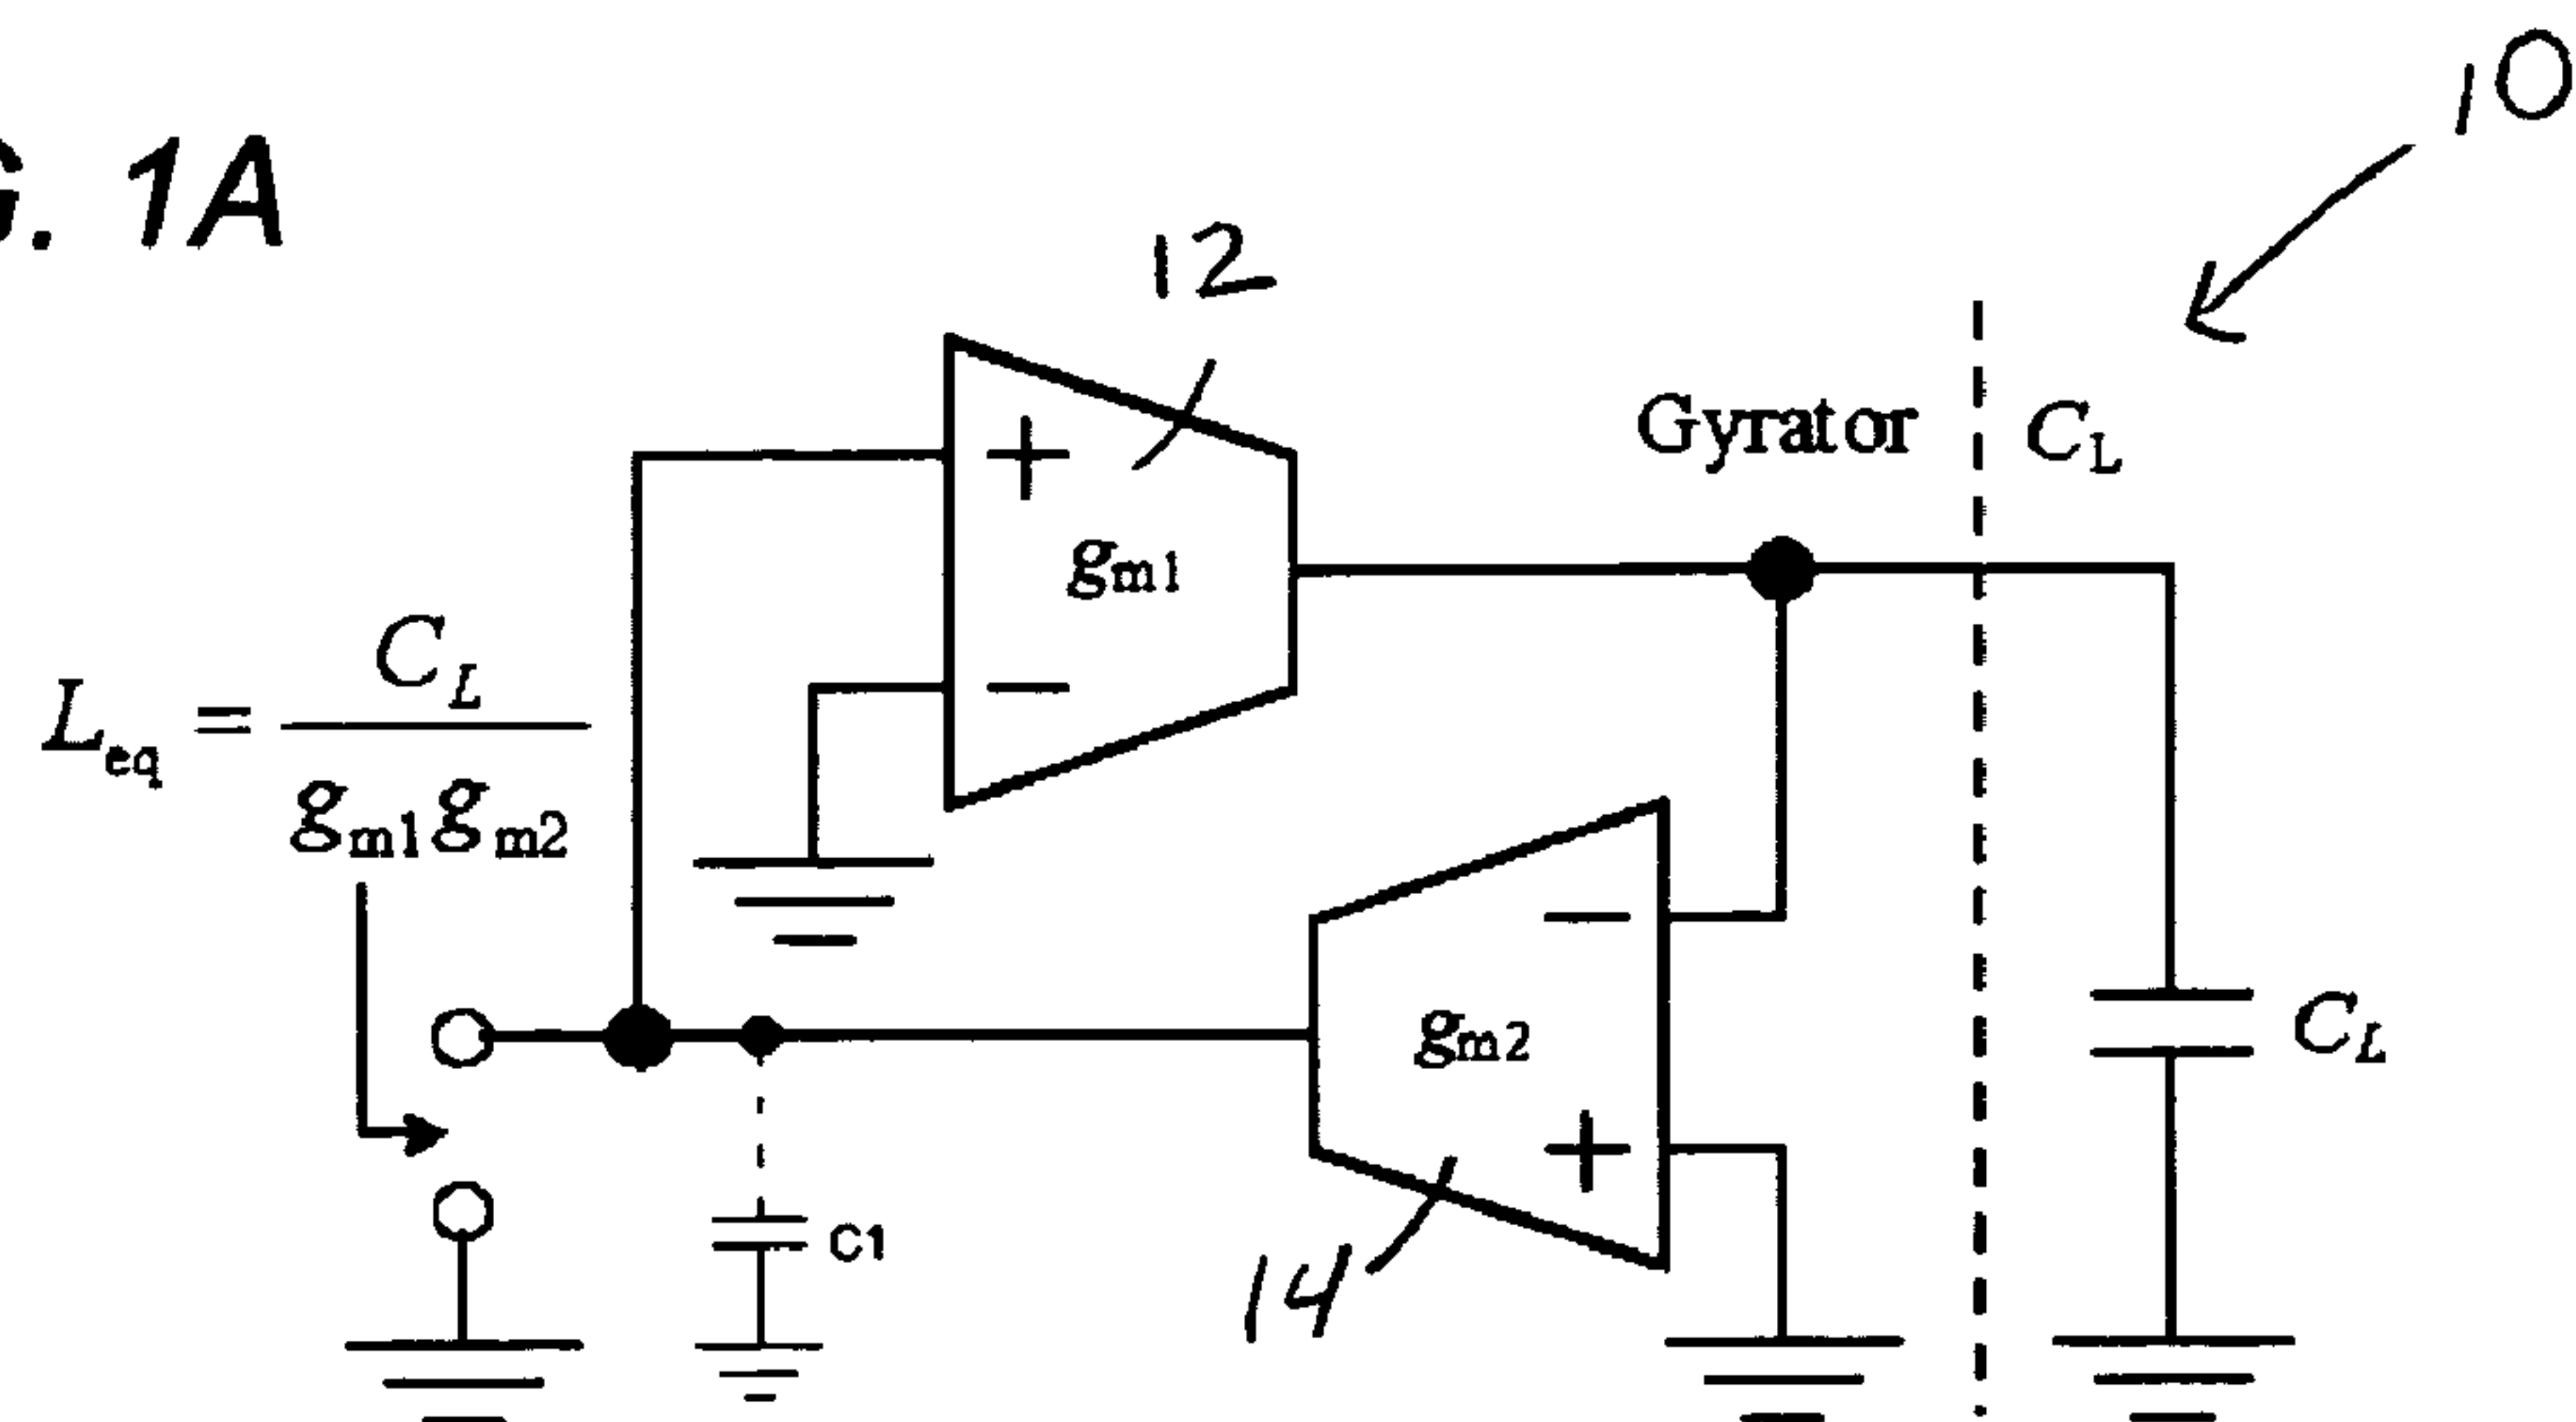 G. 1A
10
12
+
g_m1
−
Gyrator
C_L
L_eq = C_L / g_m1 g_m2
−
g_m2
+
C_L
C1
14